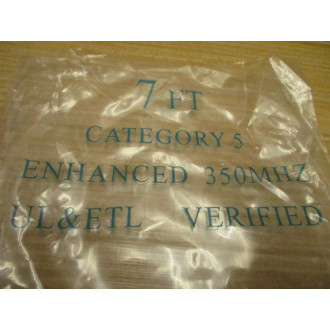 7 FT
CATEGORY 5
ENHANCED 350MHZ
UL&ETL VERIFIED